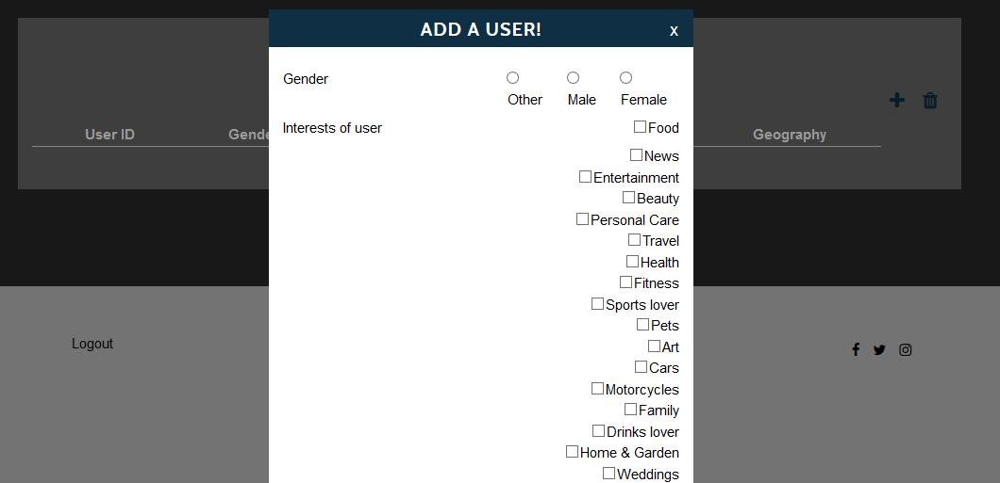 ADD A USER!
x
Gender
Other Male Female
Interests of user
Food
News
Entertainment
Beauty
Personal Care
Travel
Health
Fitness
Sports lover
Pets
Art
Cars
Motorcycles
Family
Drinks lover
Home & Garden
Weddings
User ID Gende Geography
Logout